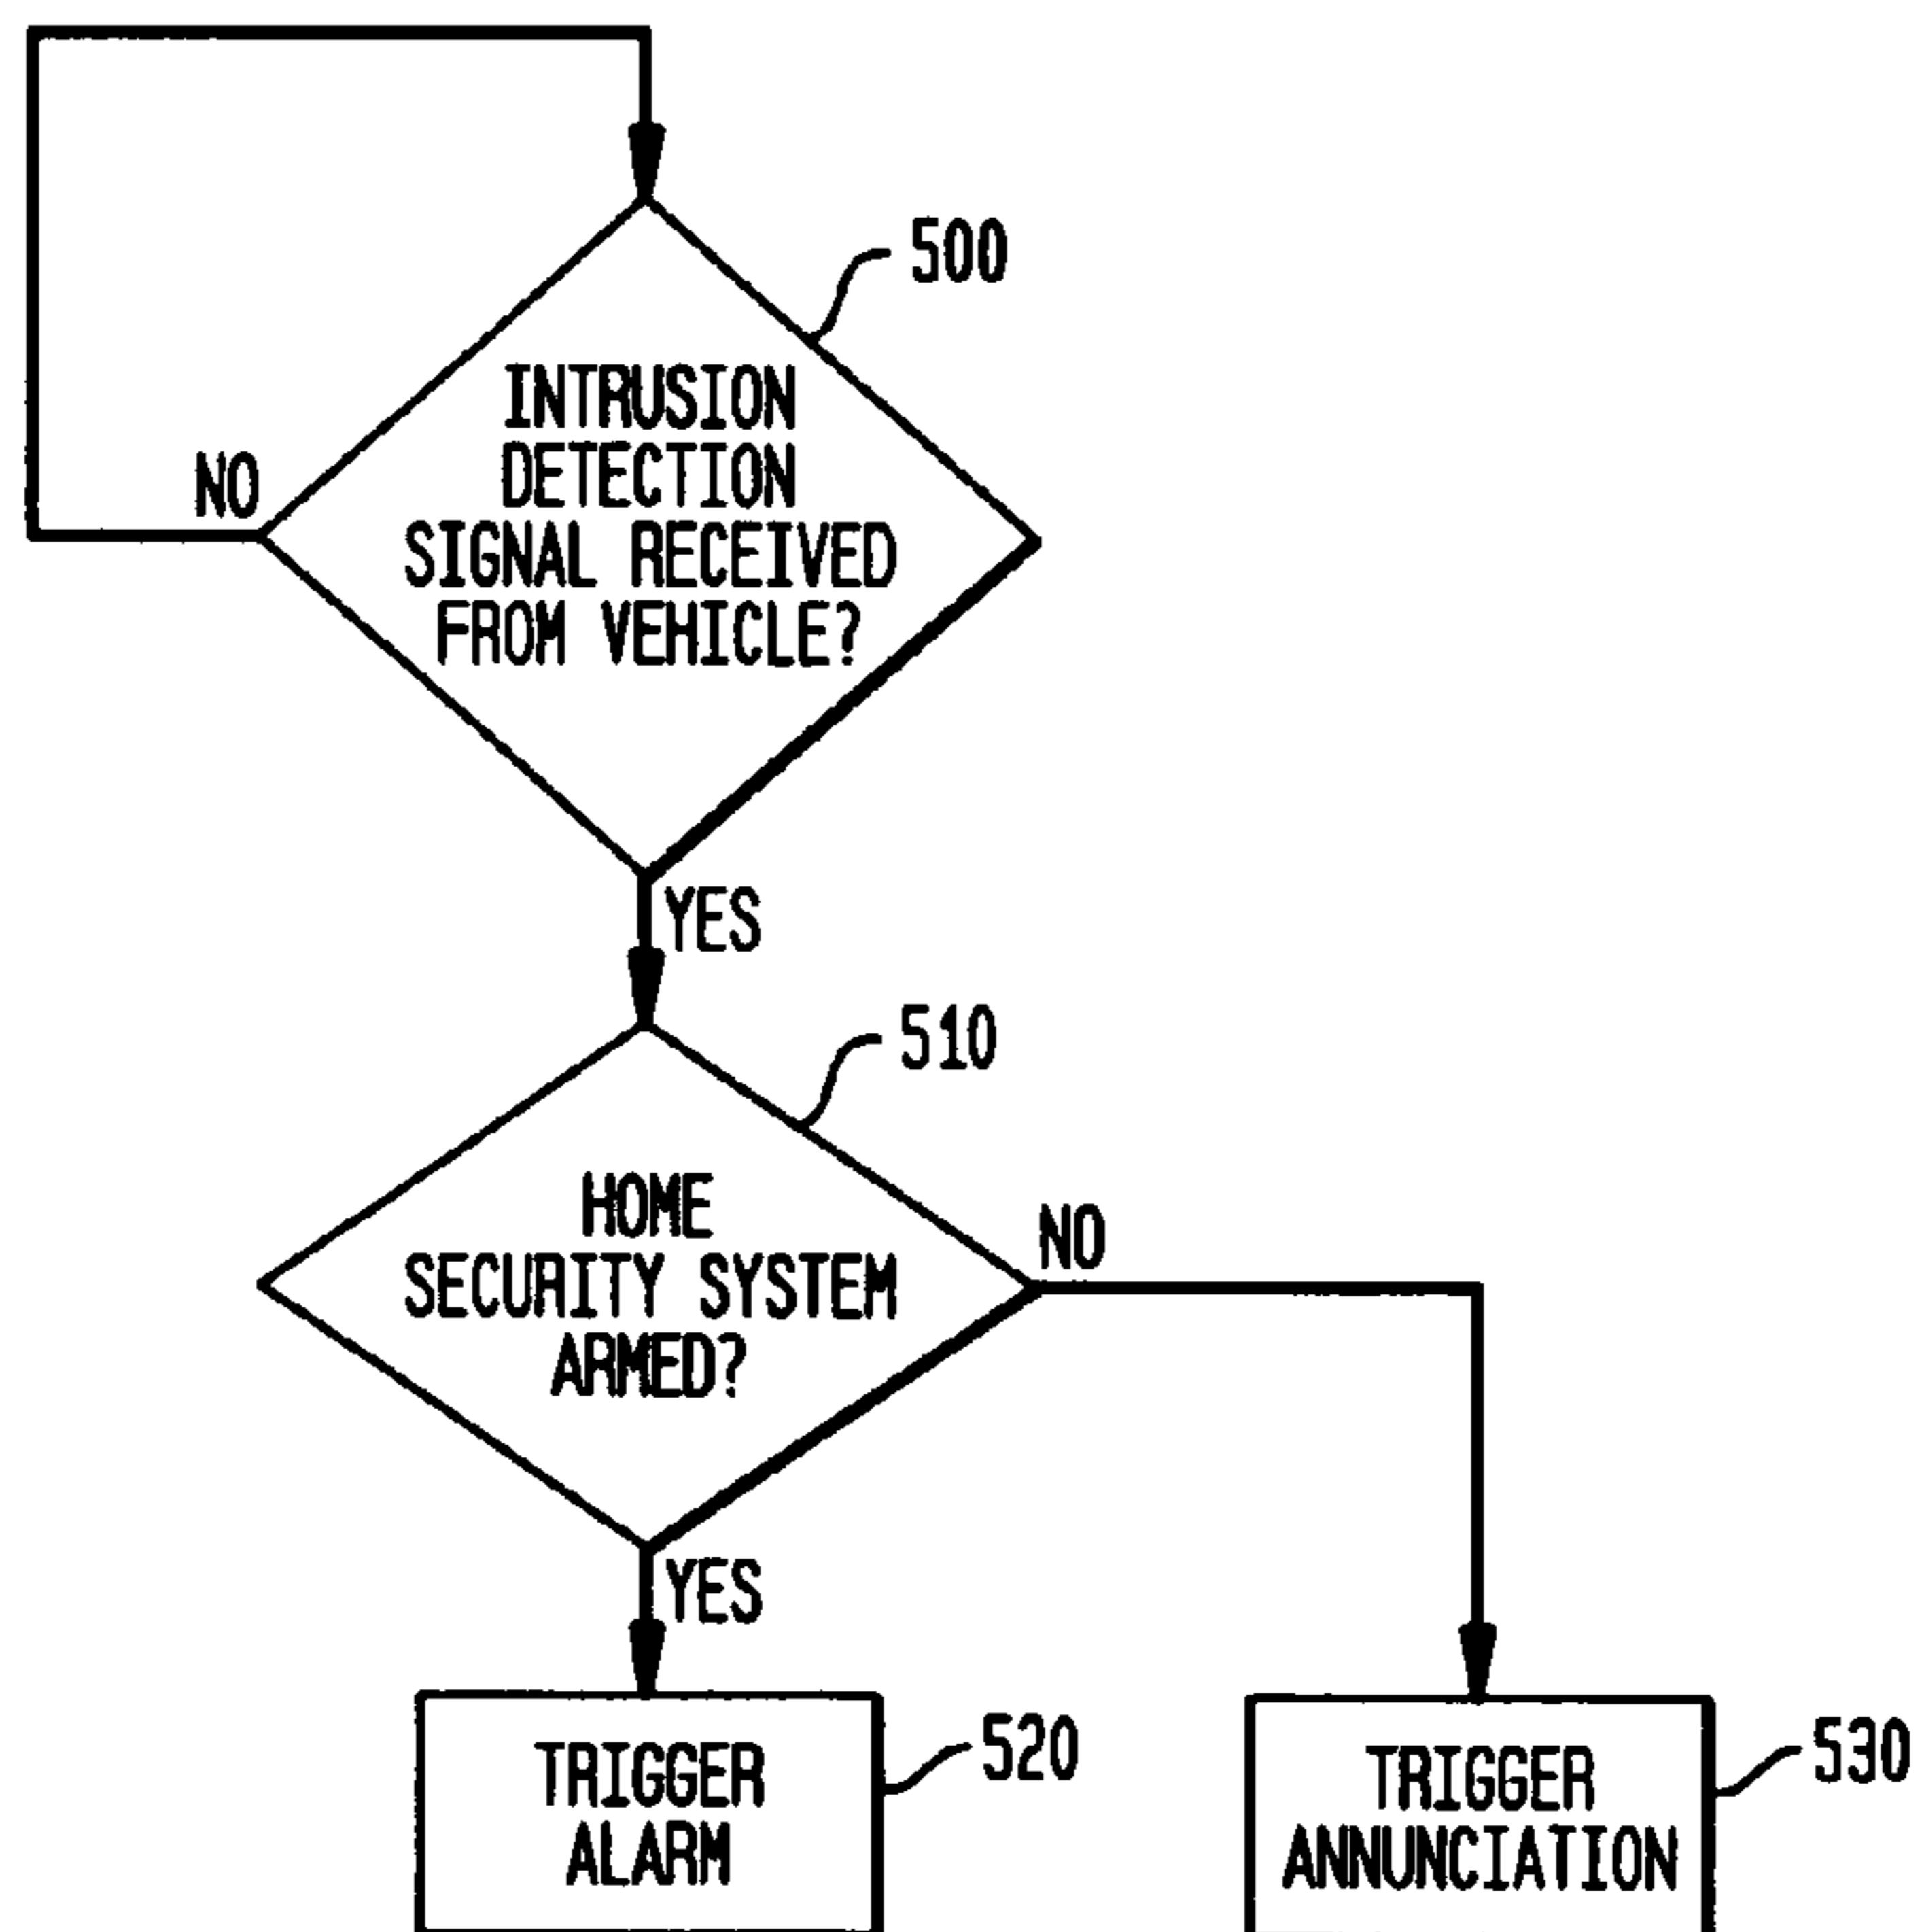 500
INTRUSION
DETECTION
SIGNAL RECEIVED
FROM VEHICLE?
NO
YES
510
HOME
SECURITY SYSTEM
ARMED?
NO
YES
TRIGGER
ALARM
520
TRIGGER
ANNUNCIATION
530